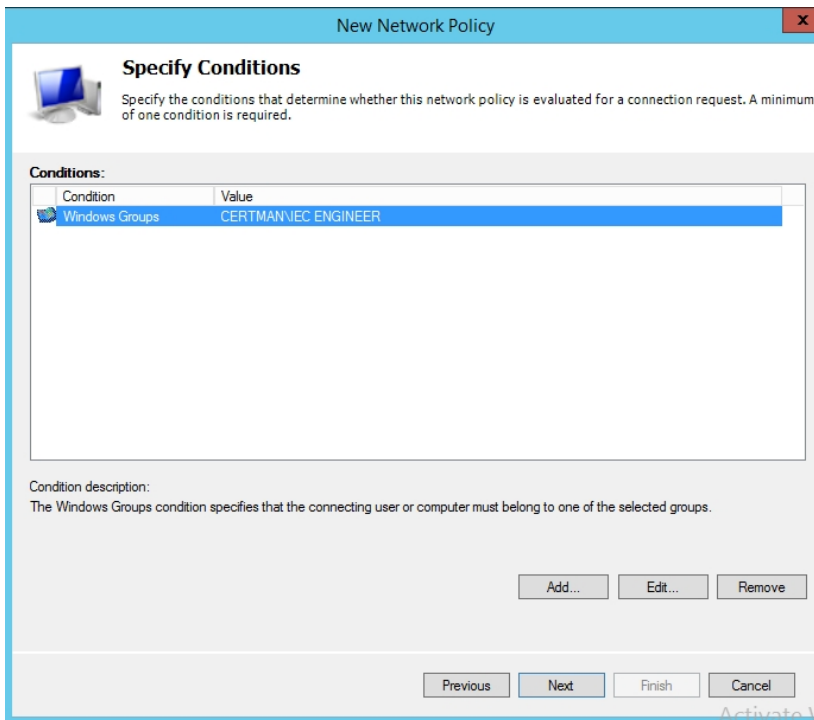 New Network Policy
x
Specify Conditions
Specify the conditions that determine whether this network policy is evaluated for a connection request. A minimum
of one condition is required.
Conditions:
Condition Value
Windows Groups CERTMAN\IEC ENGINEER
Condition description:
The Windows Groups condition specifies that the connecting user or computer must belong to one of the selected groups.
Add... Edit... Remove
Previous Next Finish Cancel
Activate